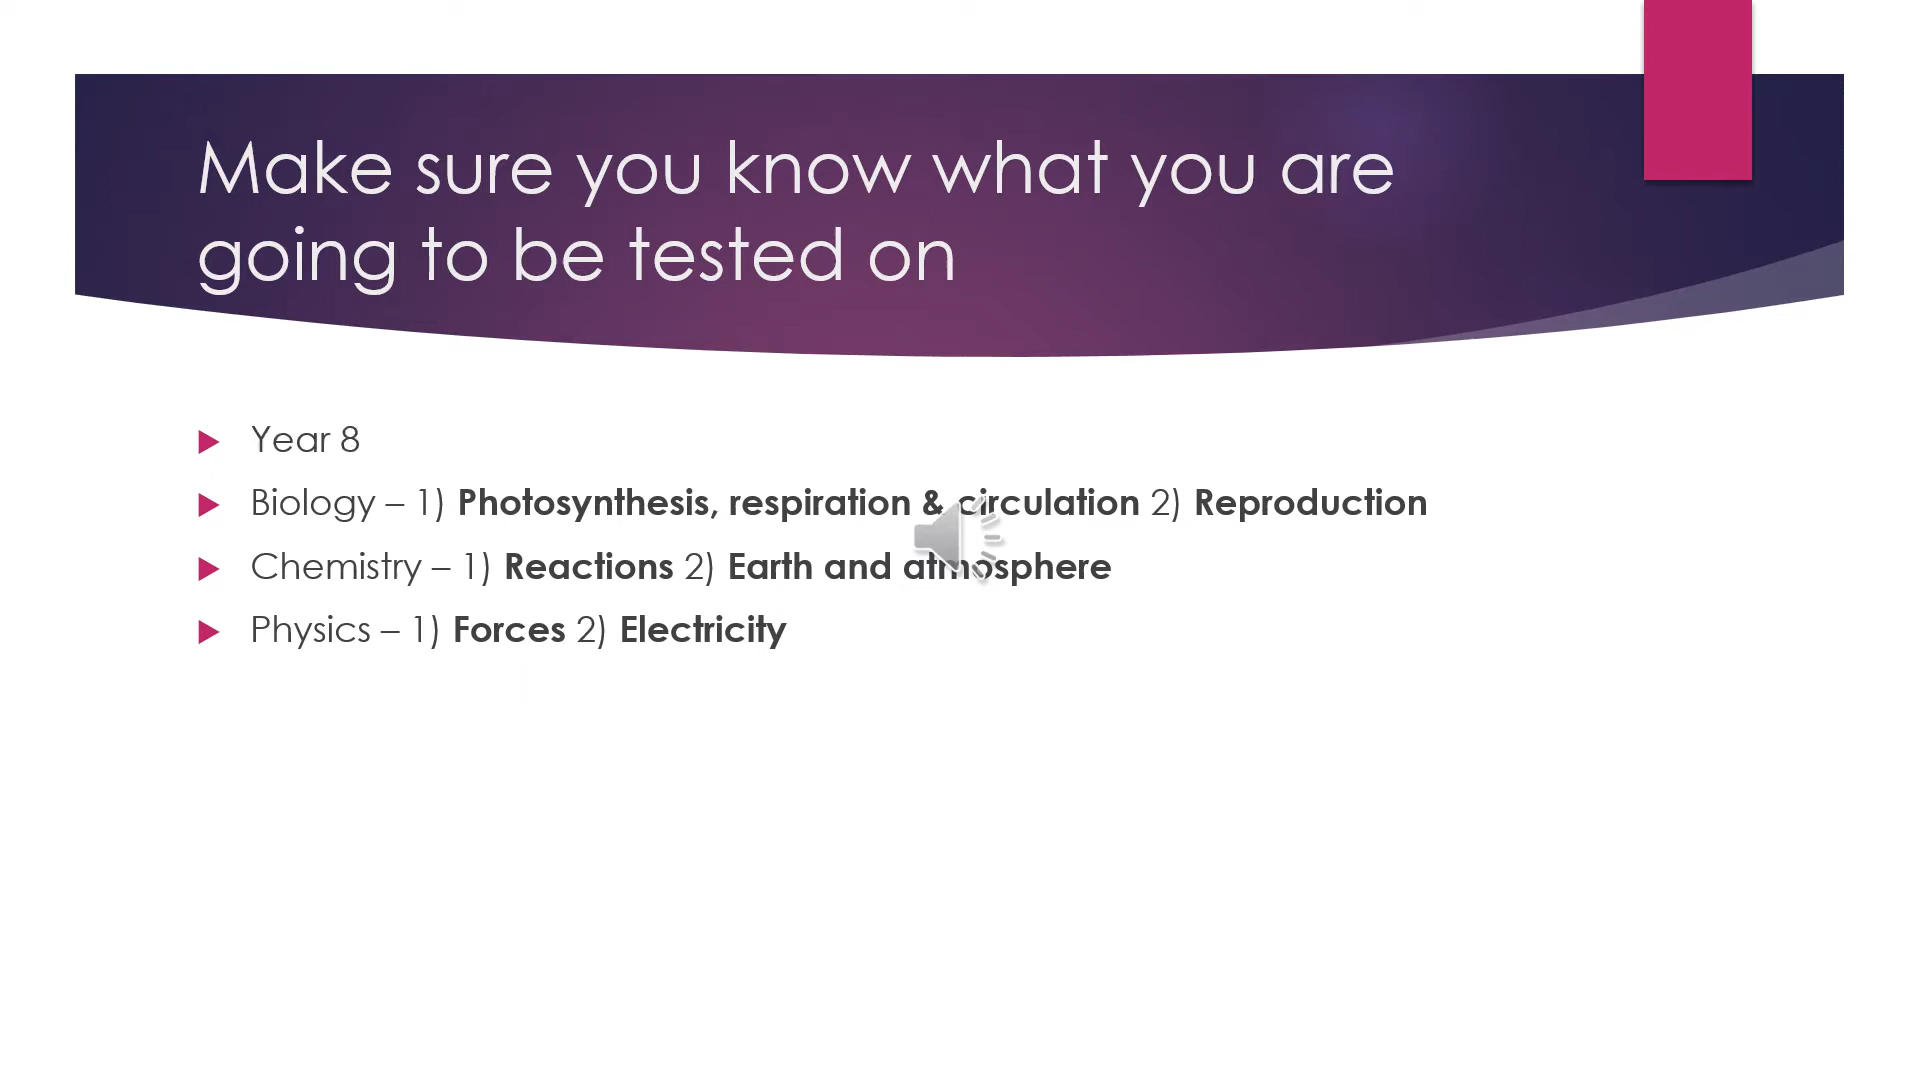 Make sure you know what you are
going to be tested on
Year 8
Biology – 1) Photosynthesis, respiration & circulation 2) Reproduction
Chemistry – 1) Reactions 2) Earth and atmosphere
Physics – 1) Forces 2) Electricity